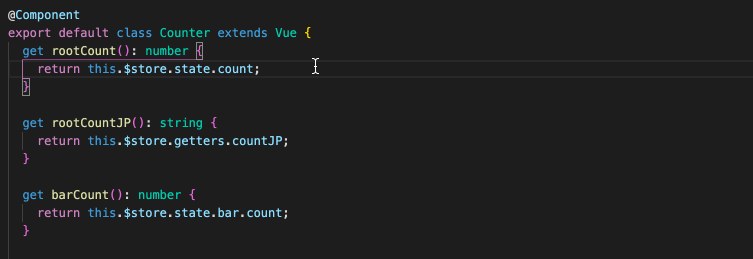 @Component
export default class Counter extends Vue {
  get rootCount(): number {
    return this.$store.state.count;
  }
  get rootCountJP(): string {
    return this.$store.getters.countJP;
  }
  get barCount(): number {
    return this.$store.state.bar.count;
  }